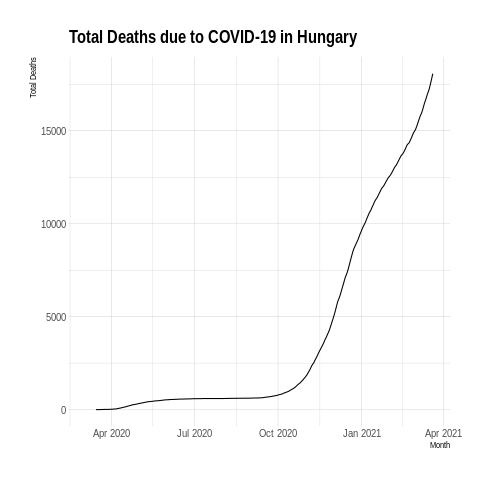 Total Deaths due to COVID-19 in Hungary
Total Deaths
15000
10000
5000
0
Apr 2020 Jul 2020 Oct 2020 Jan 2021 Apr 2021
Month